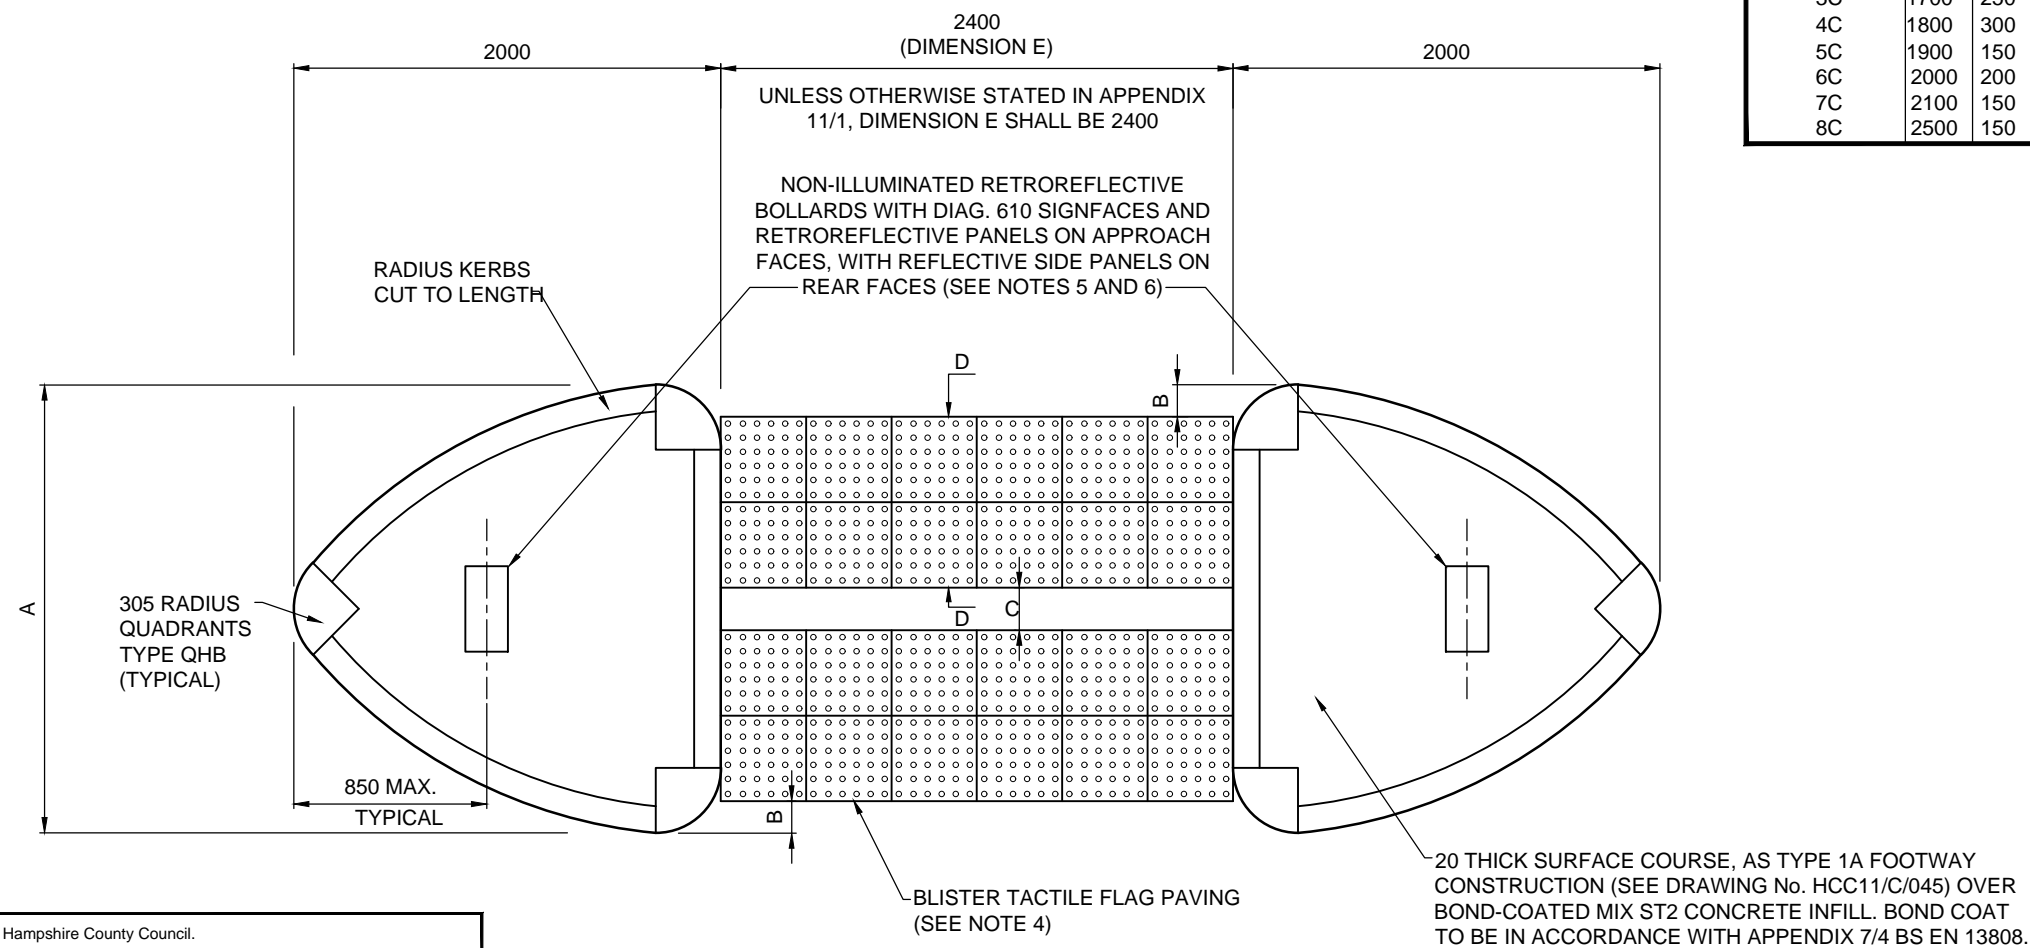 3C 1700 250
4C 1800 300
5C 1900 150
6C 2000 200
7C 2100 150
8C 2500 150
2000
2400
(DIMENSION E)
2000
UNLESS OTHERWISE STATED IN APPENDIX
11/1, DIMENSION E SHALL BE 2400
NON-ILLUMINATED RETROREFLECTIVE
BOLLARDS WITH DIAG. 610 SIGNFACES AND
RETROREFLECTIVE PANELS ON APPROACH
FACES, WITH REFLECTIVE SIDE PANELS ON
REAR FACES (SEE NOTES 5 AND 6)
RADIUS KERBS
CUT TO LENGTH
D
B
A
305 RADIUS
QUADRANTS
TYPE QHB
(TYPICAL)
D
C
850 MAX.
TYPICAL
B
BLISTER TACTILE FLAG PAVING
(SEE NOTE 4)
20 THICK SURFACE COURSE, AS TYPE 1A FOOTWAY
CONSTRUCTION (SEE DRAWING No. HCC11/C/045) OVER
BOND-COATED MIX ST2 CONCRETE INFILL. BOND COAT
TO BE IN ACCORDANCE WITH APPENDIX 7/4 BS EN 13808.
Hampshire County Council.